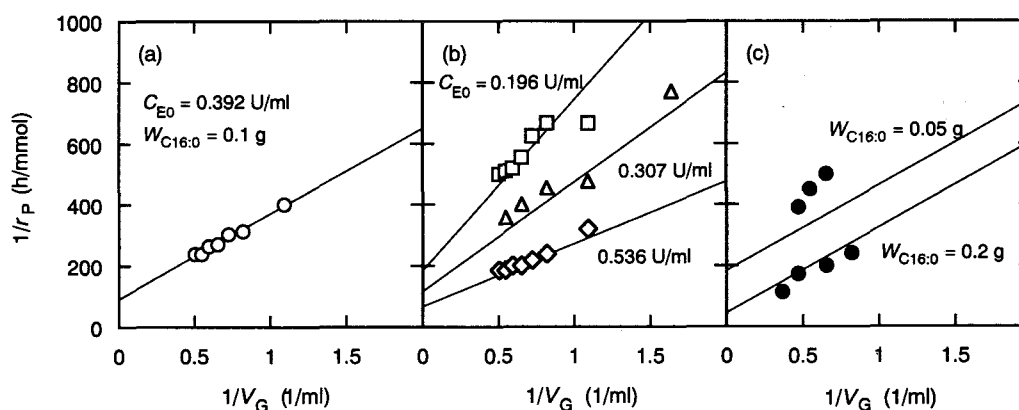 1000
800
600
400
200
0
1/r_P (h/mmol)
(a)
C_E0 = 0.392 U/ml
W_C16:0 = 0.1 g
0 0.5 1 1.5
1/V_G (1/ml)
(b)
C_E0 = 0.196 U/ml
0.307 U/ml
0.536 U/ml
0 0.5 1 1.5
1/V_G (1/ml)
(c)
W_C16:0 = 0.05 g
W_C16:0 = 0.2 g
0 0.5 1 1.5
1/V_G (1/ml)